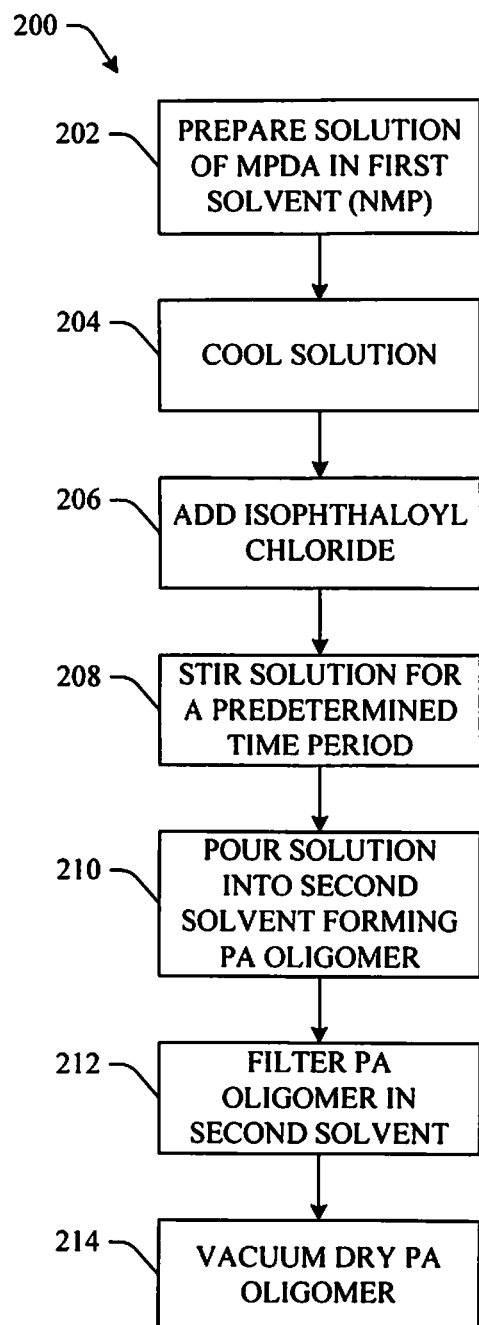 200
202
PREPARE SOLUTION
OF MPDA IN FIRST
SOLVENT (NMP)
204
COOL SOLUTION
206
ADD ISOPHTHALOYL
CHLORIDE
208
STIR SOLUTION FOR
A PREDETERMINED
TIME PERIOD
210
POUR SOLUTION
INTO SECOND
SOLVENT FORMING
PA OLIGOMER
212
FILTER PA
OLIGOMER IN
SECOND SOLVENT
214
VACUUM DRY PA
OLIGOMER